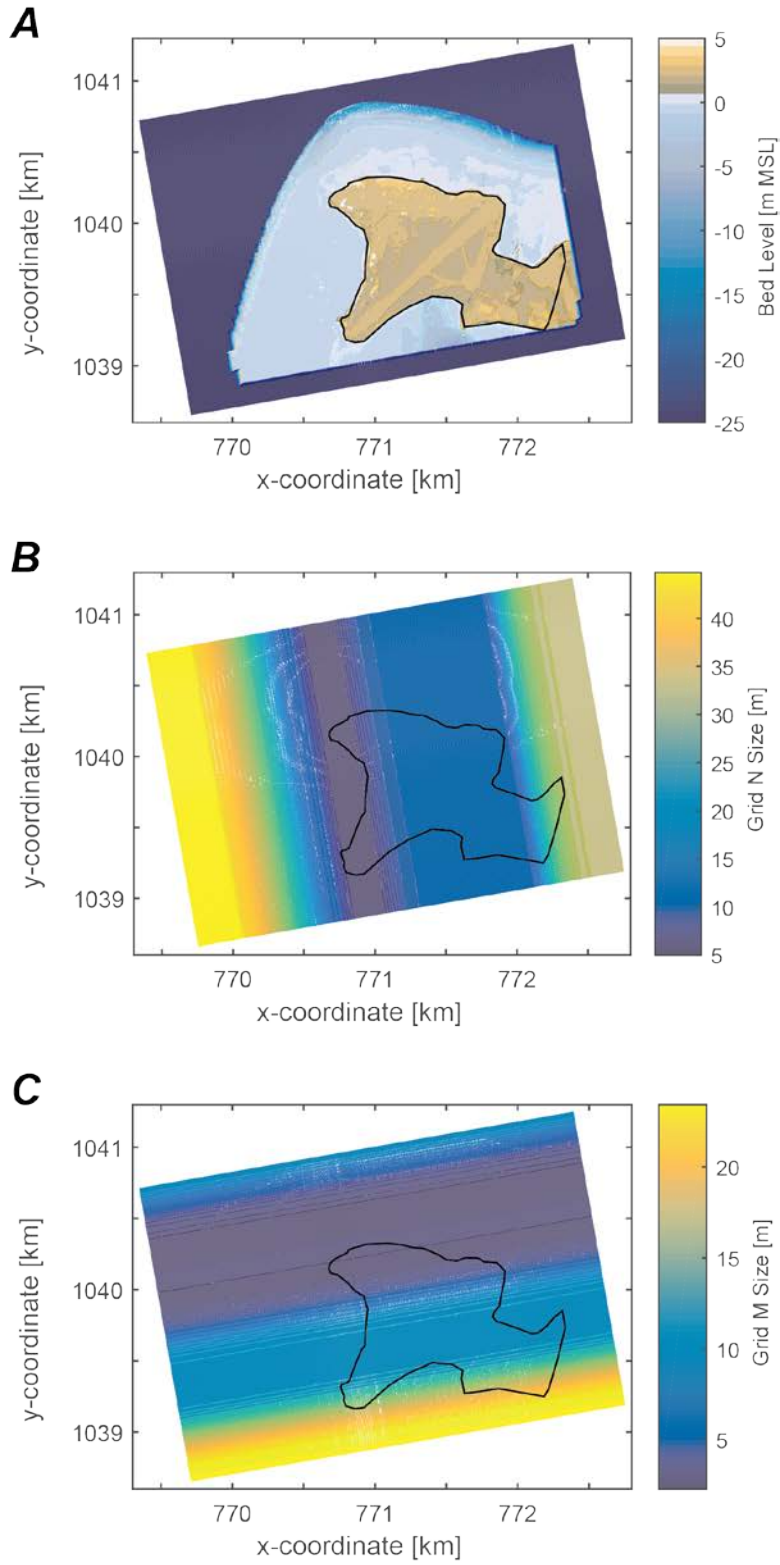 A
1041
1040
1039
y-coordinate [km]
770 771 772
x-coordinate [km]
5
0
-5
-10
-15
-20
-25
Bed Level [m MSL]
B
1041
1040
1039
y-coordinate [km]
770 771 772
x-coordinate [km]
40
35
30
25
20
15
10
5
Grid N Size [m]
C
1041
1040
1039
y-coordinate [km]
770 771 772
x-coordinate [km]
20
15
10
5
Grid M Size [m]